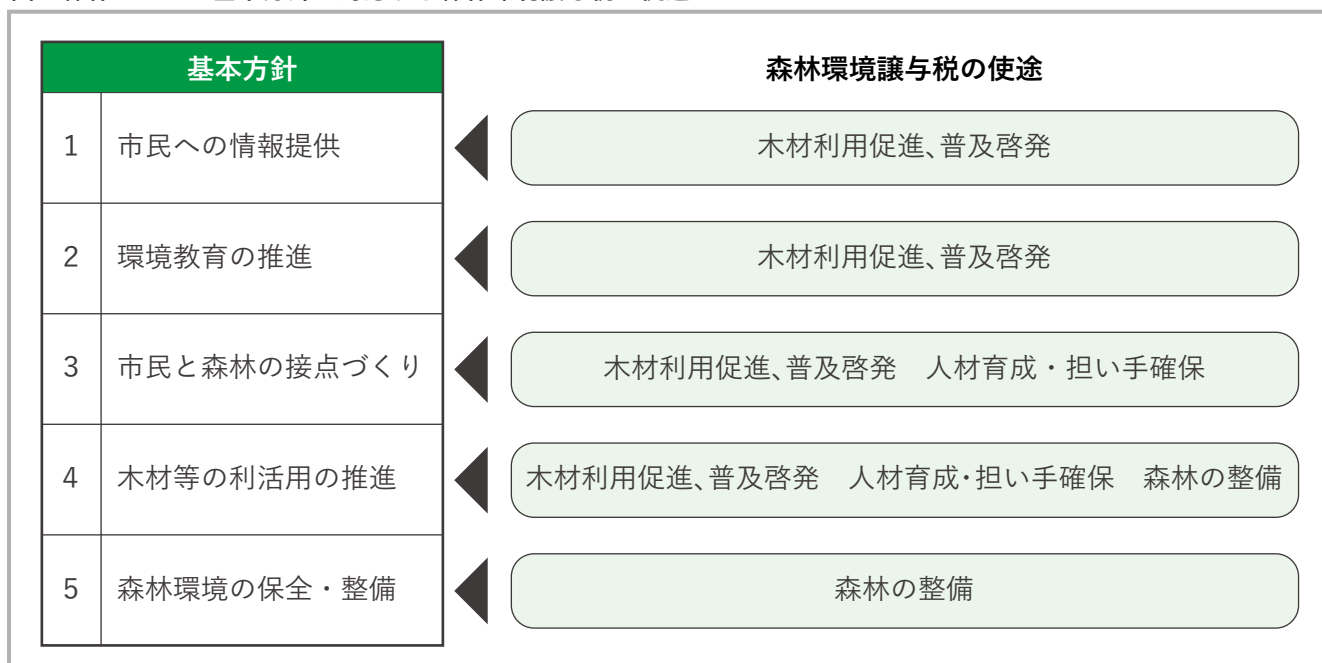 基本方針 森林環境譲与税の使途
1 市民への情報提供 木材利用促進、普及啓発
2 環境教育の推進 木材利用促進、普及啓発
3 市民と森林の接点づくり 木材利用促進、普及啓発 人材育成・担い手確保
4 木材等の利活用の推進 木材利用促進、普及啓発 人材育成・担い手確保 森林の整備
5 森林環境の保全・整備 森林の整備